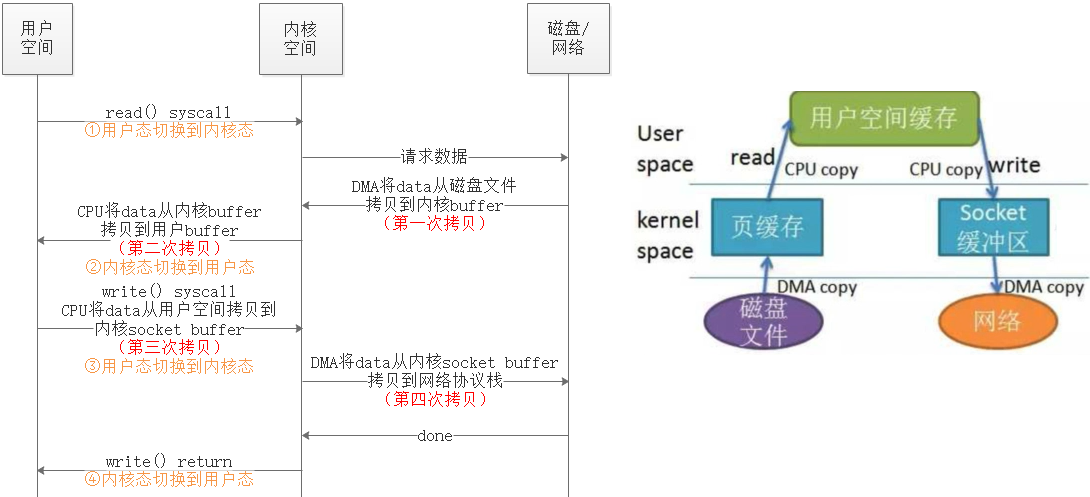 用户
空间
内核
空间
磁盘/
网络
read() syscall
①用户态切换到内核态
请求数据
DMA将data从磁盘文件
拷贝到内核buffer
（第一次拷贝）
CPU将data从内核buffer
拷贝到用户buffer
（第二次拷贝）
②内核态切换到用户态
write() syscall
CPU将data从用户空间拷贝到
内核socket buffer
（第三次拷贝）
③用户态切换到内核态
DMA将data从内核socket buffer
拷贝到网络协议栈
（第四次拷贝）
done
write() return
④内核态切换到用户态
User
space
用户空间缓存
read
CPU copy
CPU copy
write
kernel
space
页缓存
Socket
缓冲区
DMA copy
DMA copy
磁盘
文件
网络